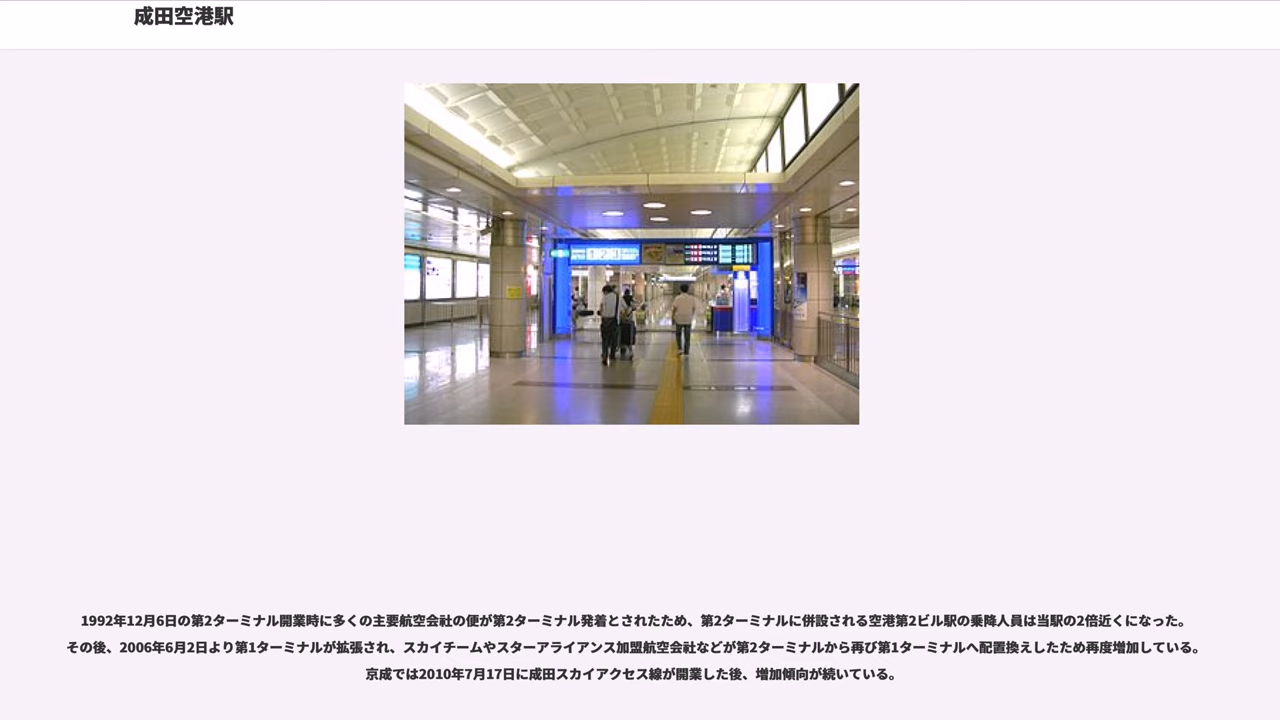 成田空港駅
1992年12月6日の第2ターミナル開業時に多くの主要航空会社の便が第2ターミナル発着とされたため、第2ターミナルに併設される空港第2ビル駅の乗降人員は当駅の2倍近くになった。
その後、2006年6月2日より第1ターミナルが拡張され、スカイチームやスターアライアンス加盟航空会社などが第2ターミナルから再び第1ターミナルへ配置換えしたため再度増加している。
京成では2010年7月17日に成田スカイアクセス線が開業した後、増加傾向が続いている。